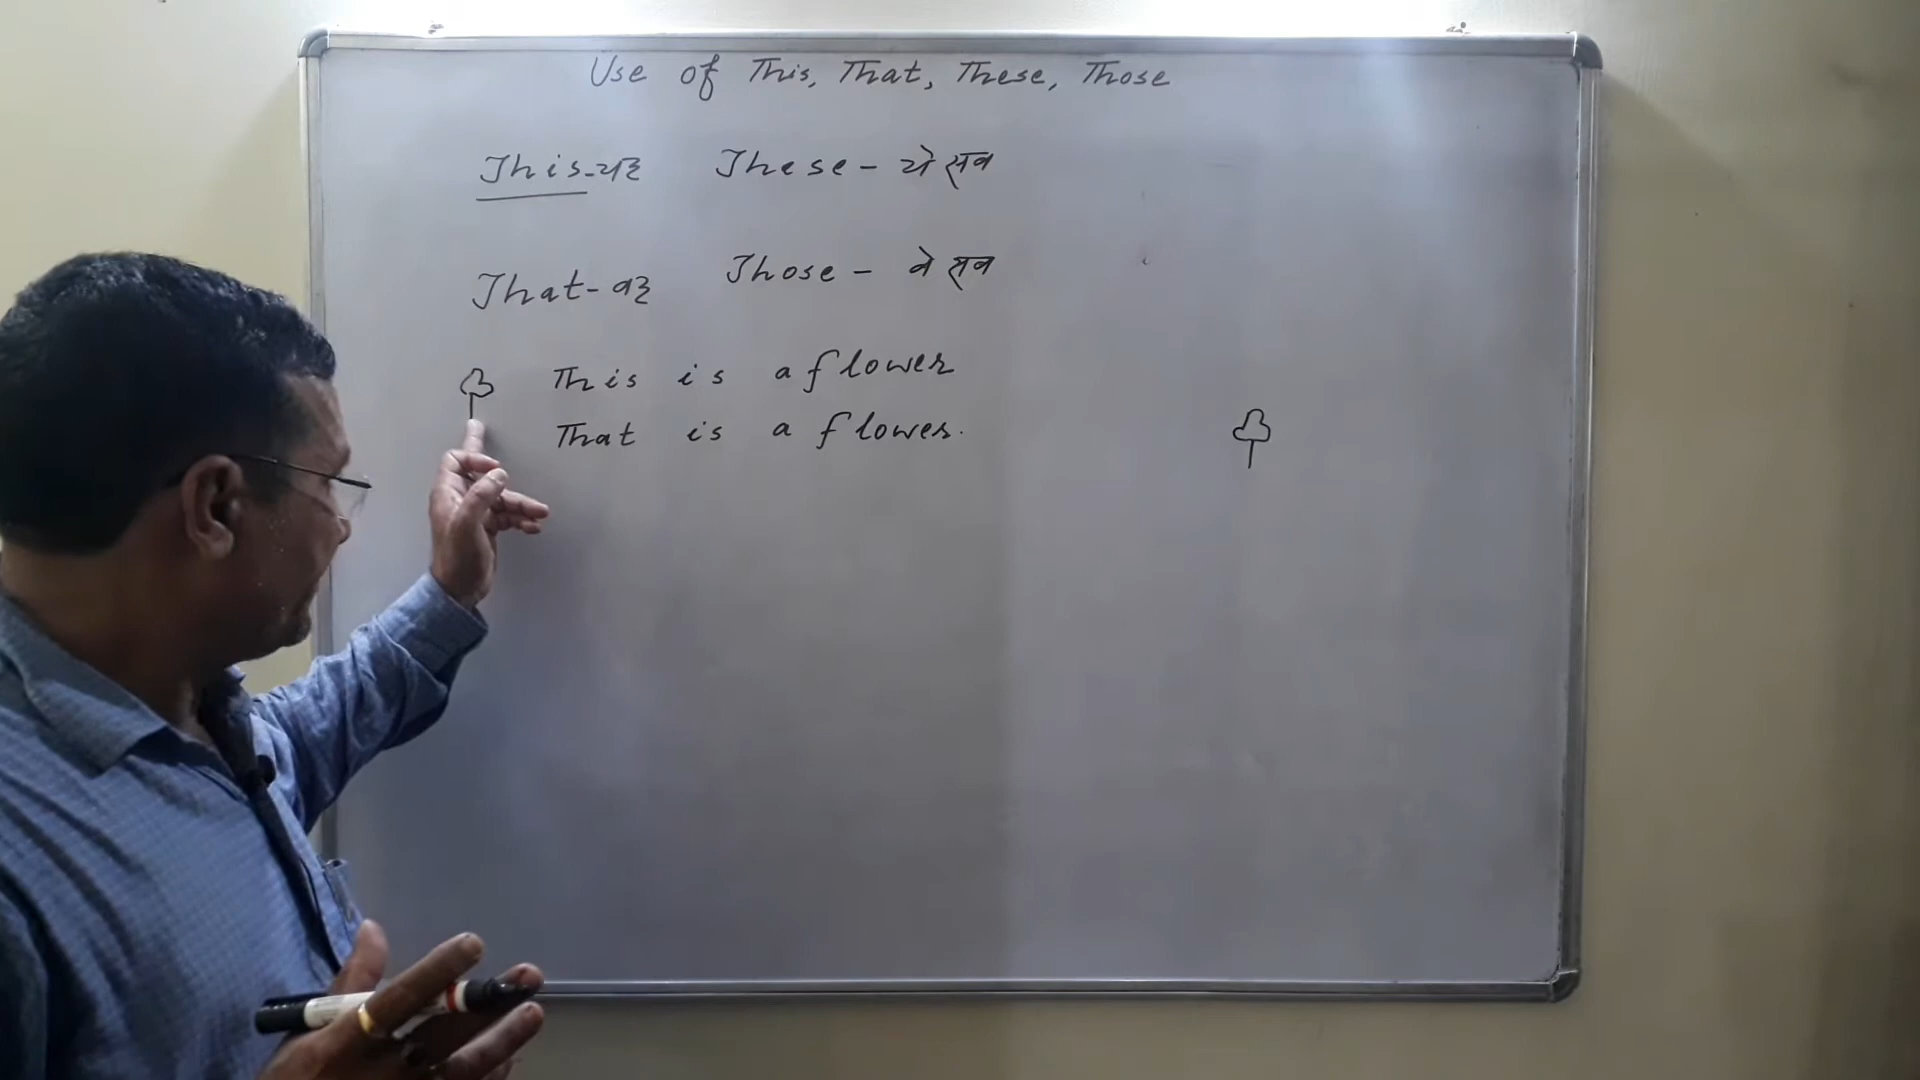 Use of This, That, These, Those
This-यह These - ये सब
That-वह Those - वे सब
This is a flower
That is a flower.